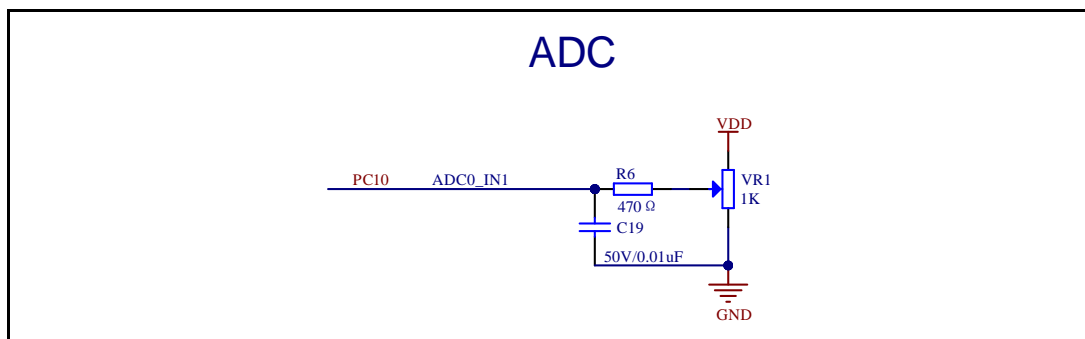 ADC
VDD
PC10 ADC0_IN1
R6
VR1
470 Ω
1K
C19
50V/0.01uF
GND